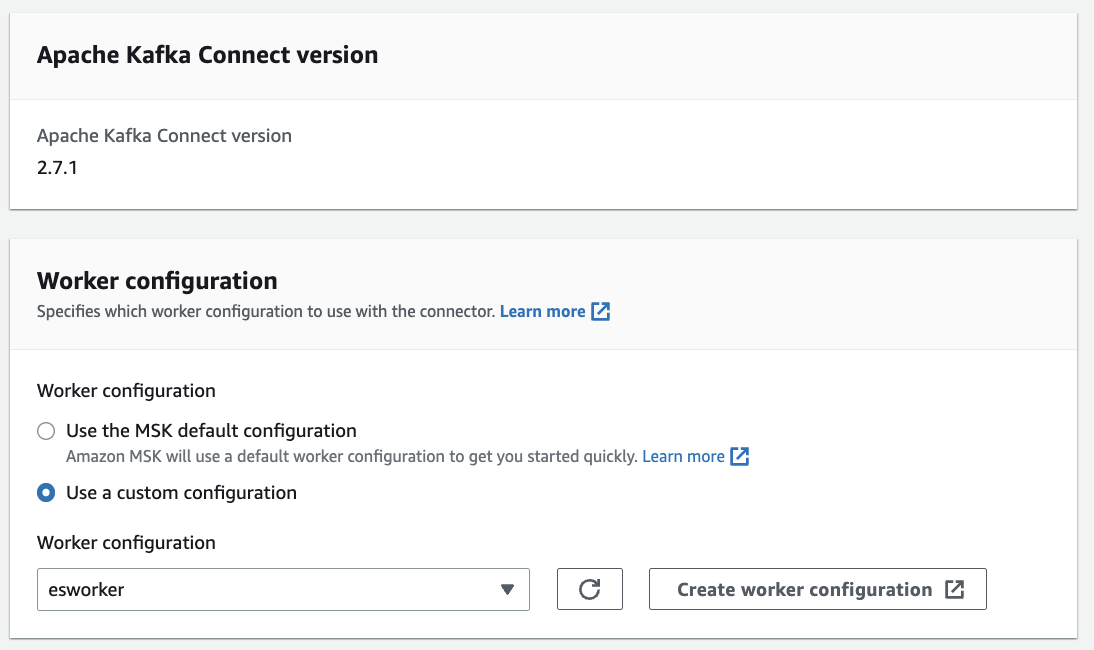 Apache Kafka Connect version
Apache Kafka Connect version
2.7.1
Worker configuration
Specifies which worker configuration to use with the connector. Learn more
Worker configuration
Use the MSK default configuration
Amazon MSK will use a default worker configuration to get you started quickly. Learn more
Use a custom configuration
Worker configuration
esworker
Create worker configuration